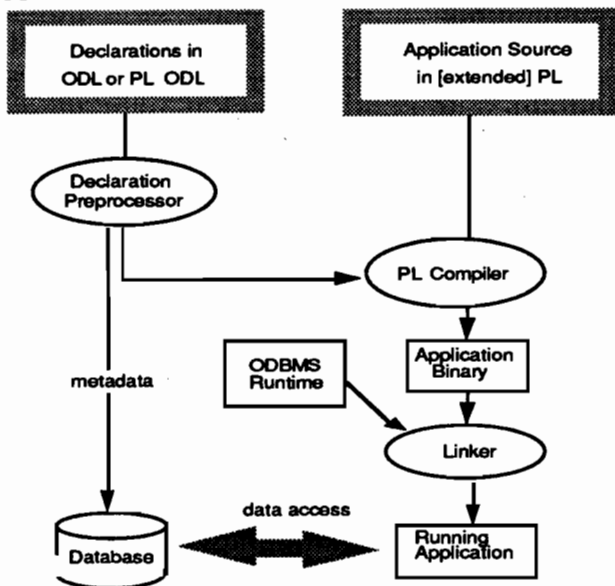 Declarations in
ODL or PL ODL
Application Source
in [extended] PL
Declaration
Preprocessor
PL Compiler
metadata
ODBMS
Runtime
Application
Binary
Linker
data access
Database
Running
Application